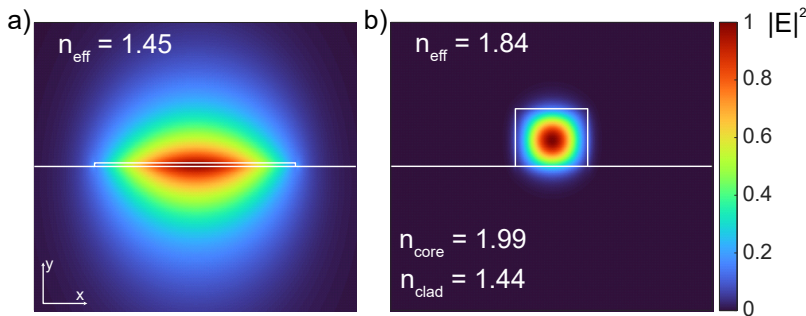 a)
n_eff = 1.45
y
x
b)
n_eff = 1.84
n_core = 1.99
n_clad = 1.44
|E|²
1
0.8
0.6
0.4
0.2
0